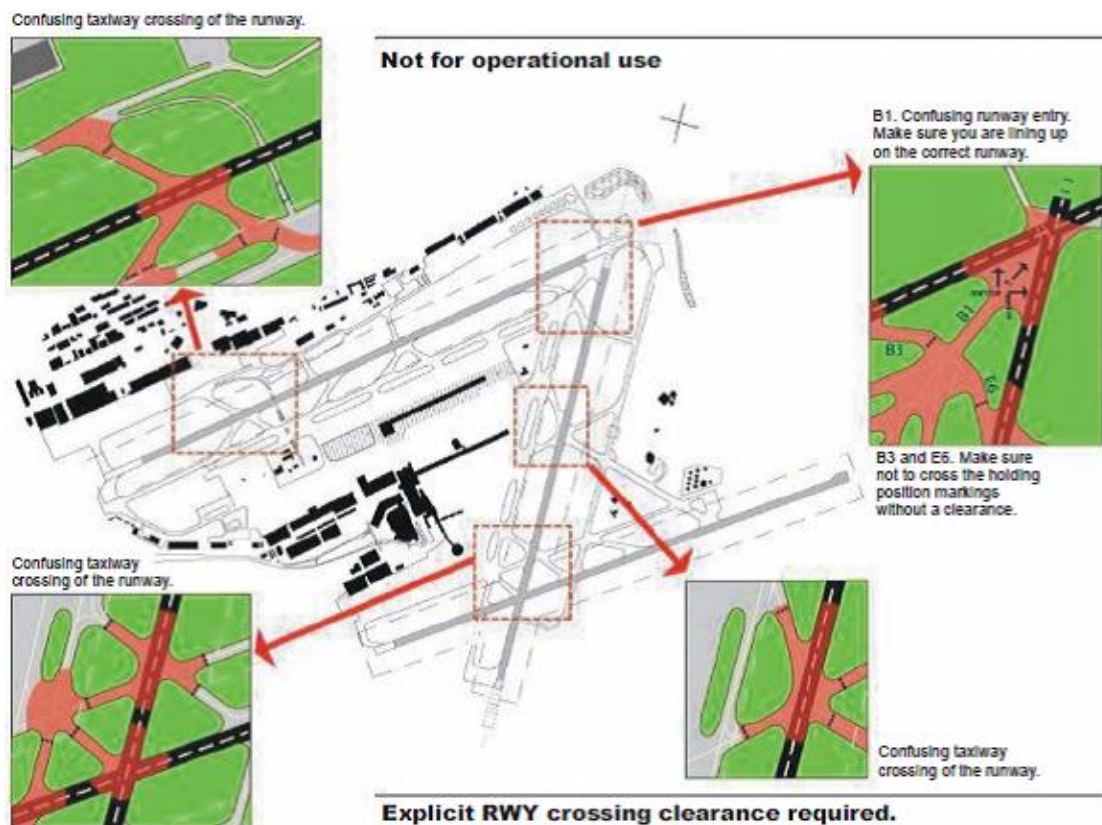 Confusing taxiway crossing of the runway.
Not for operational use
B1. Confusing runway entry.
Make sure you are lining up
on the correct runway.
B1
B3
E6
B3 and E6. Make sure
not to cross the holding
position markings
without a clearance.
Confusing taxiway
crossing of the runway.
Confusing taxiway
crossing of the runway.
Explicit RWY crossing clearance required.